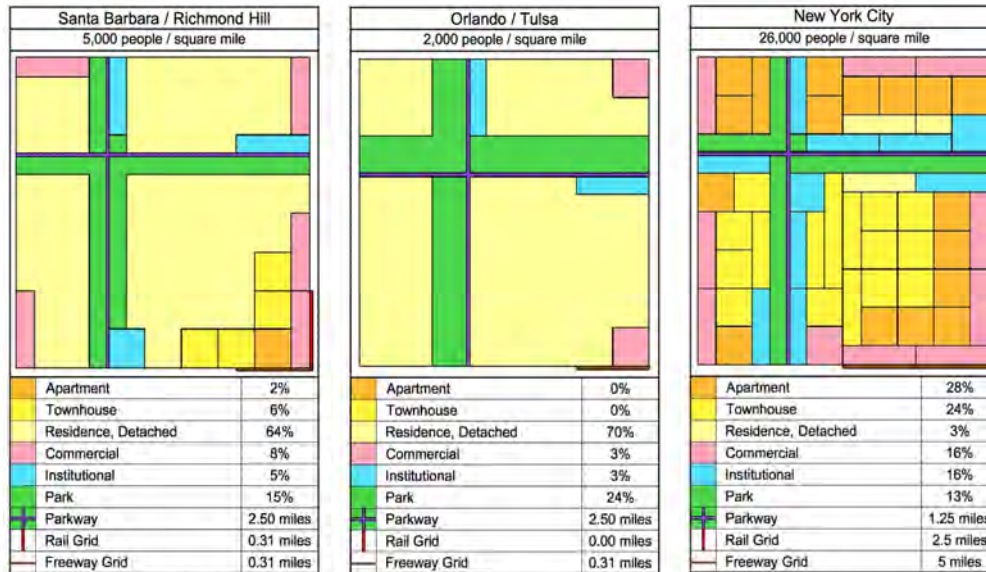 Santa Barbara / Richmond Hill
5,000 people / square mile
Apartment 2%
Townhouse 6%
Residence, Detached 64%
Commercial 8%
Institutional 5%
Park 15%
Parkway 2.50 miles
Rail Grid 0.31 miles
Freeway Grid 0.31 miles
Orlando / Tulsa
2,000 people / square mile
Apartment 0%
Townhouse 0%
Residence, Detached 70%
Commercial 3%
Institutional 3%
Park 24%
Parkway 2.50 miles
Rail Grid 0.00 miles
Freeway Grid 0.31 miles
New York City
26,000 people / square mile
Apartment 28%
Townhouse 24%
Residence, Detached 3%
Commercial 16%
Institutional 16%
Park 13%
Parkway 1.25 miles
Rail Grid 2.5 miles
Freeway Grid 5 miles